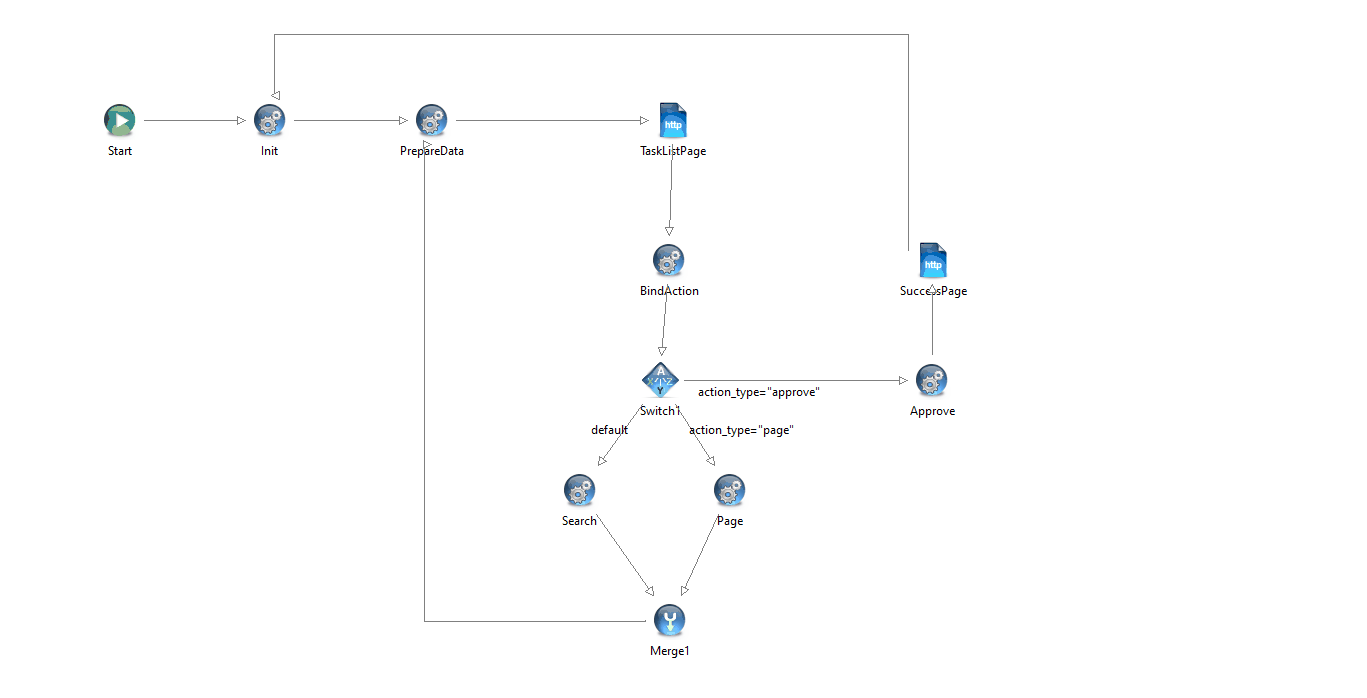 Start
Init
PrepareData
http
TaskListPage
BindAction
http
SuccessPage
A
X Z
Y
Switch1
action_type="approve"
Approve
default
action_type="page"
Search
Page
Merge1